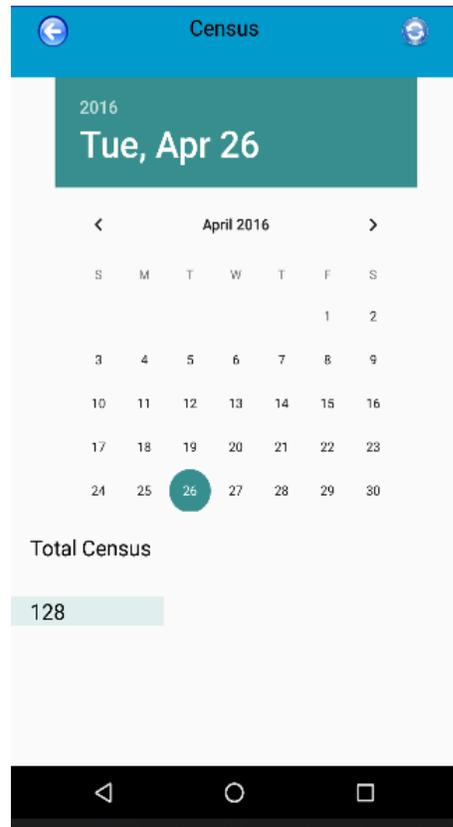 Census
2016
Tue, Apr 26
April 2016
S M T W T F S
1 2
3 4 5 6 7 8 9
10 11 12 13 14 15 16
17 18 19 20 21 22 23
24 25 26 27 28 29 30
Total Census
128